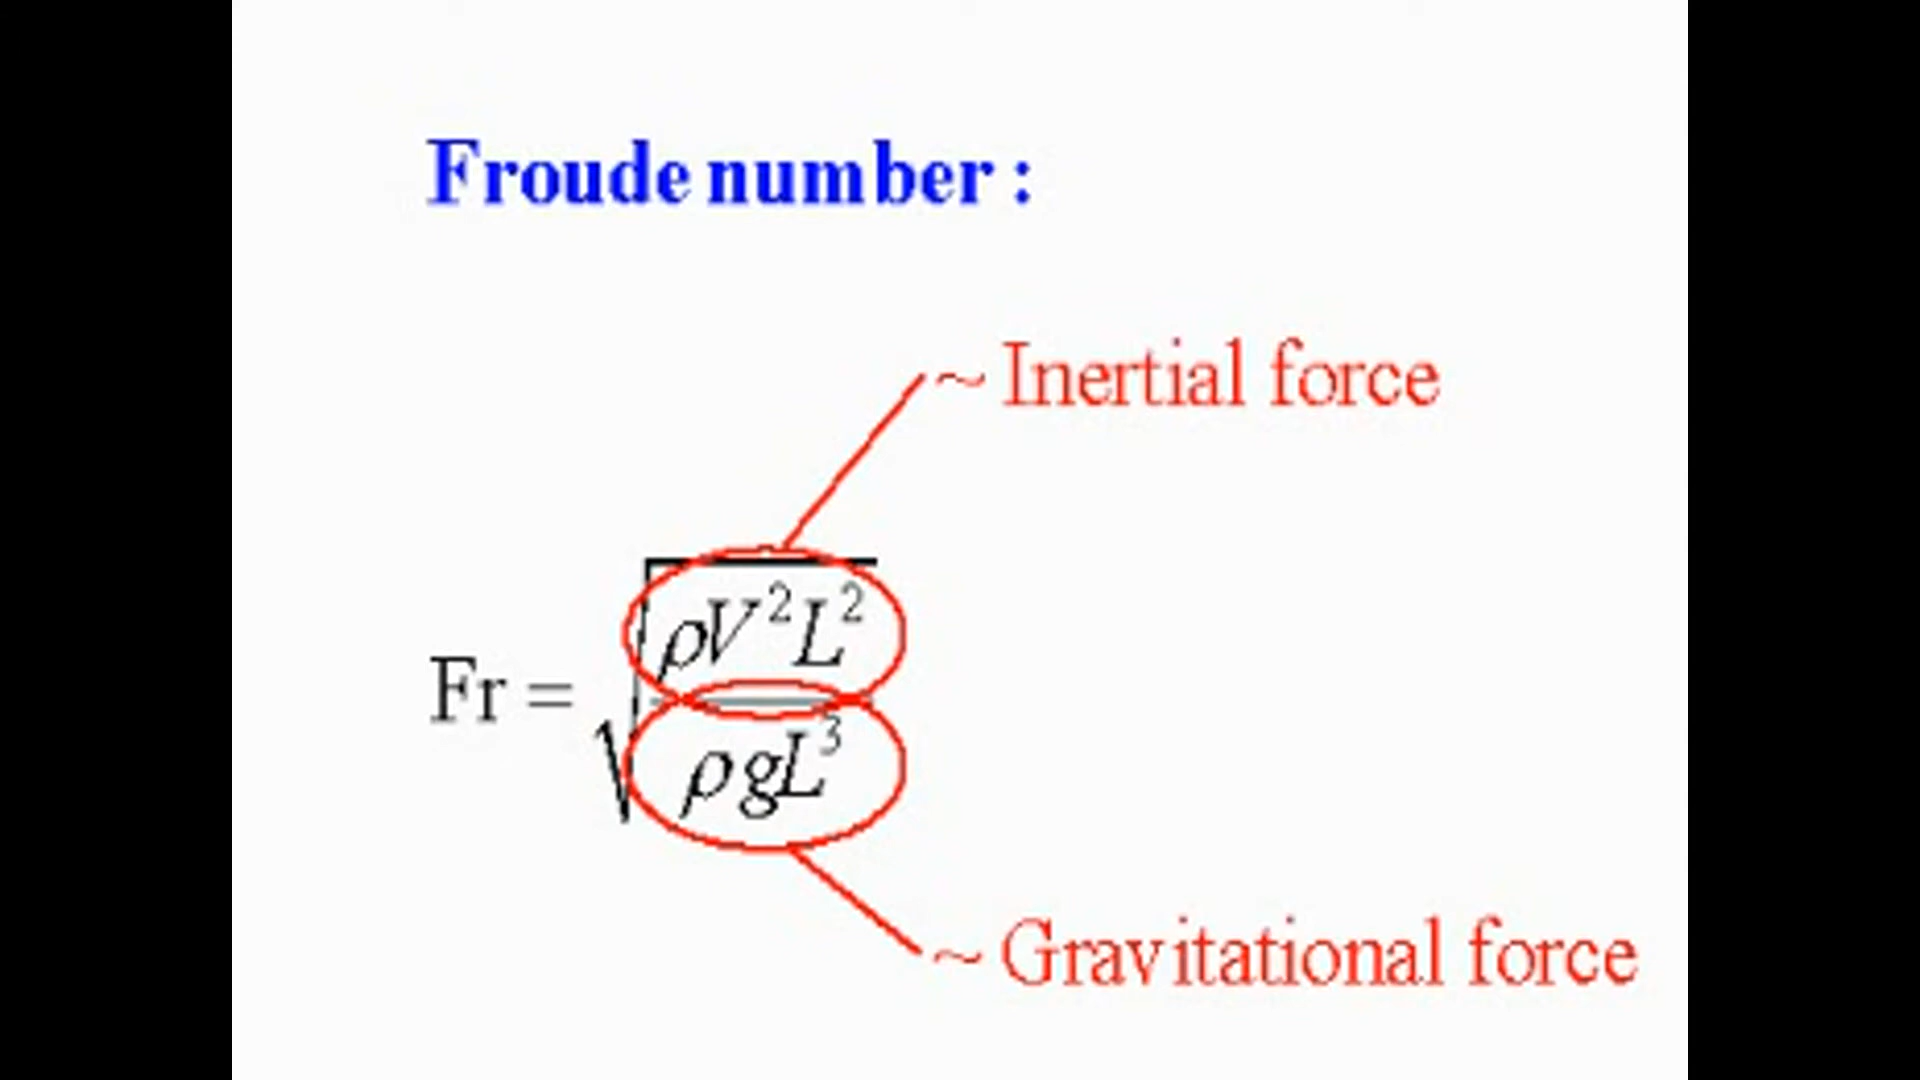 Froude number :
~ Inertial force
Fr = √(ρV²L² / ρgL³)
~ Gravitational force